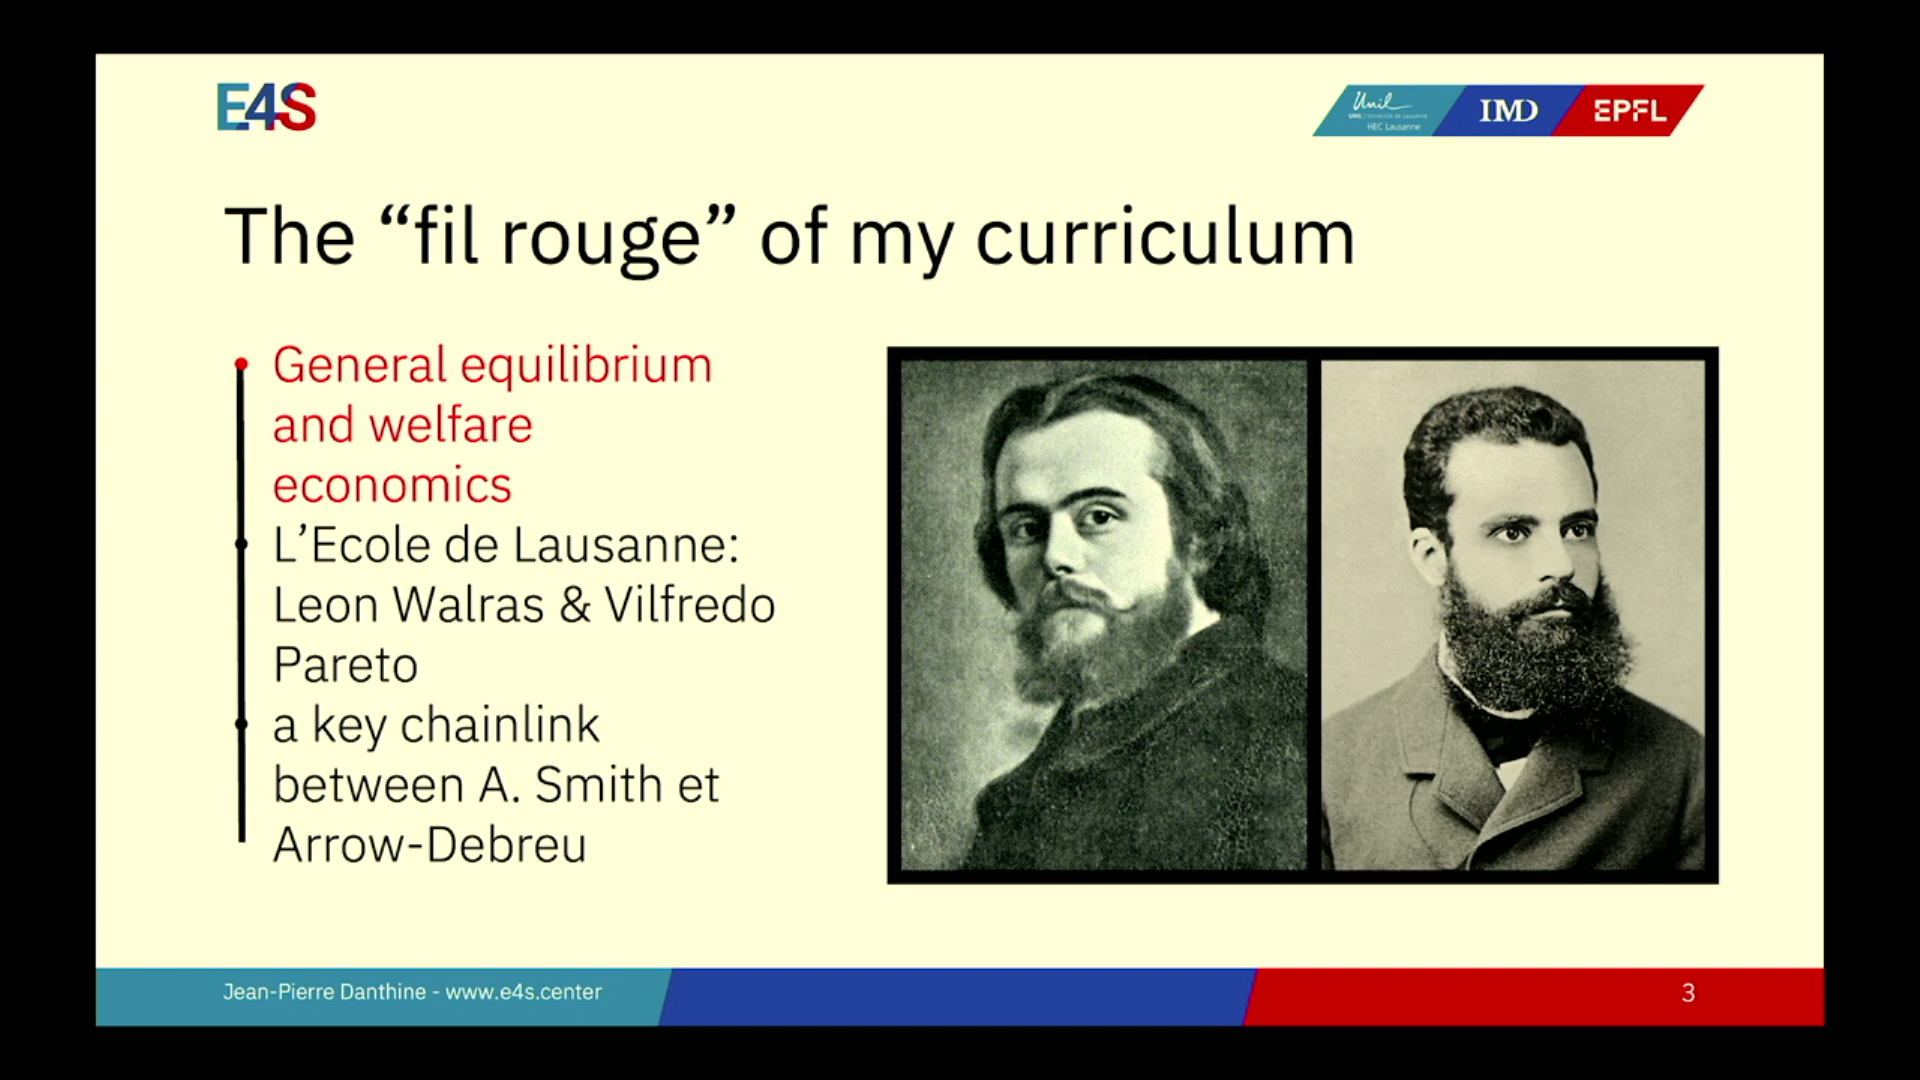 E4S
Unil
UNIL | Université de Lausanne
HEC Lausanne
IMD
EPFL
The “fil rouge” of my curriculum
General equilibrium
and welfare
economics
L’Ecole de Lausanne:
Leon Walras & Vilfredo
Pareto
a key chainlink
between A. Smith et
Arrow-Debreu
Jean-Pierre Danthine - www.e4s.center
3